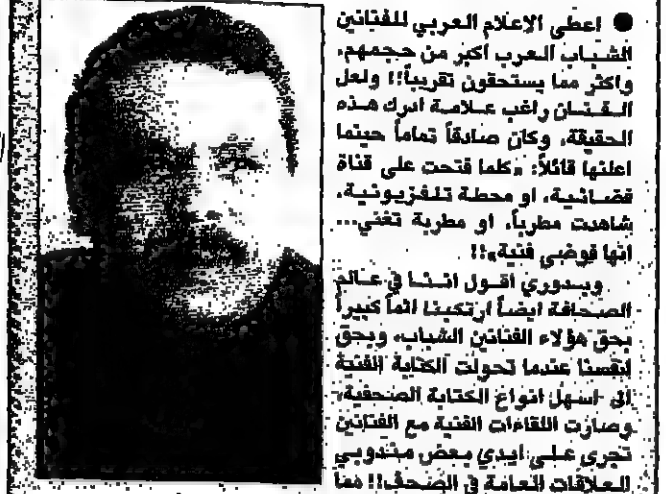 ● اعطى الإعلام العربي للفنانين
الشباب العرب أكبر من حجمهم،
واكثر مما يستحقون تقريباً!! ولعل
الفنان راغب علامة ادرك هذه
الحقيقة، وكان صادقاً تماماً حينما
اعلنها قائلاً: «كلما فتحت على قناة
فضائية، او محطة تلفزيونية،
شاهدت مطرباً، او مطربة تغني...
انها فوضى فنية»!!
وبدوري اقول اننا في عالم
الصحافة ايضاً ارتكبنا اثماً كبيراً
بحق هؤلاء الفنانين الشباب، وبحق
انفسنا عندما تحولت الكتابة الفنية
الى اسهل انواع الكتابة الصحفية،
وصارت اللقاءات الفنية مع الفنانين
تجرى على ايدي بعض مندوبي
العلاقات العامة في الصحف!! مما